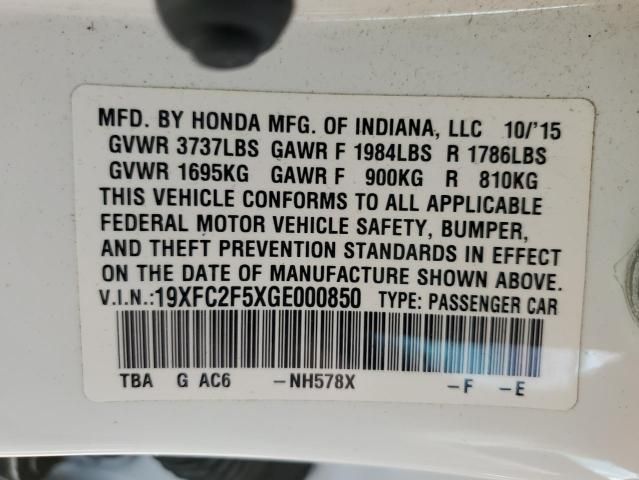 MFD. BY HONDA MFG. OF INDIANA, LLC 10/'15
GVWR 3737LBS GAWR F 1984LBS R 1786LBS
GVWR 1695KG GAWR F 900KG R 810KG
THIS VEHICLE CONFORMS TO ALL APPLICABLE
FEDERAL MOTOR VEHICLE SAFETY, BUMPER,
AND THEFT PREVENTION STANDARDS IN EFFECT
ON THE DATE OF MANUFACTURE SHOWN ABOVE.
V.I.N.:19XFC2F5XGE000850 TYPE: PASSENGER CAR
TBA G AC6 -NH578X -F -E